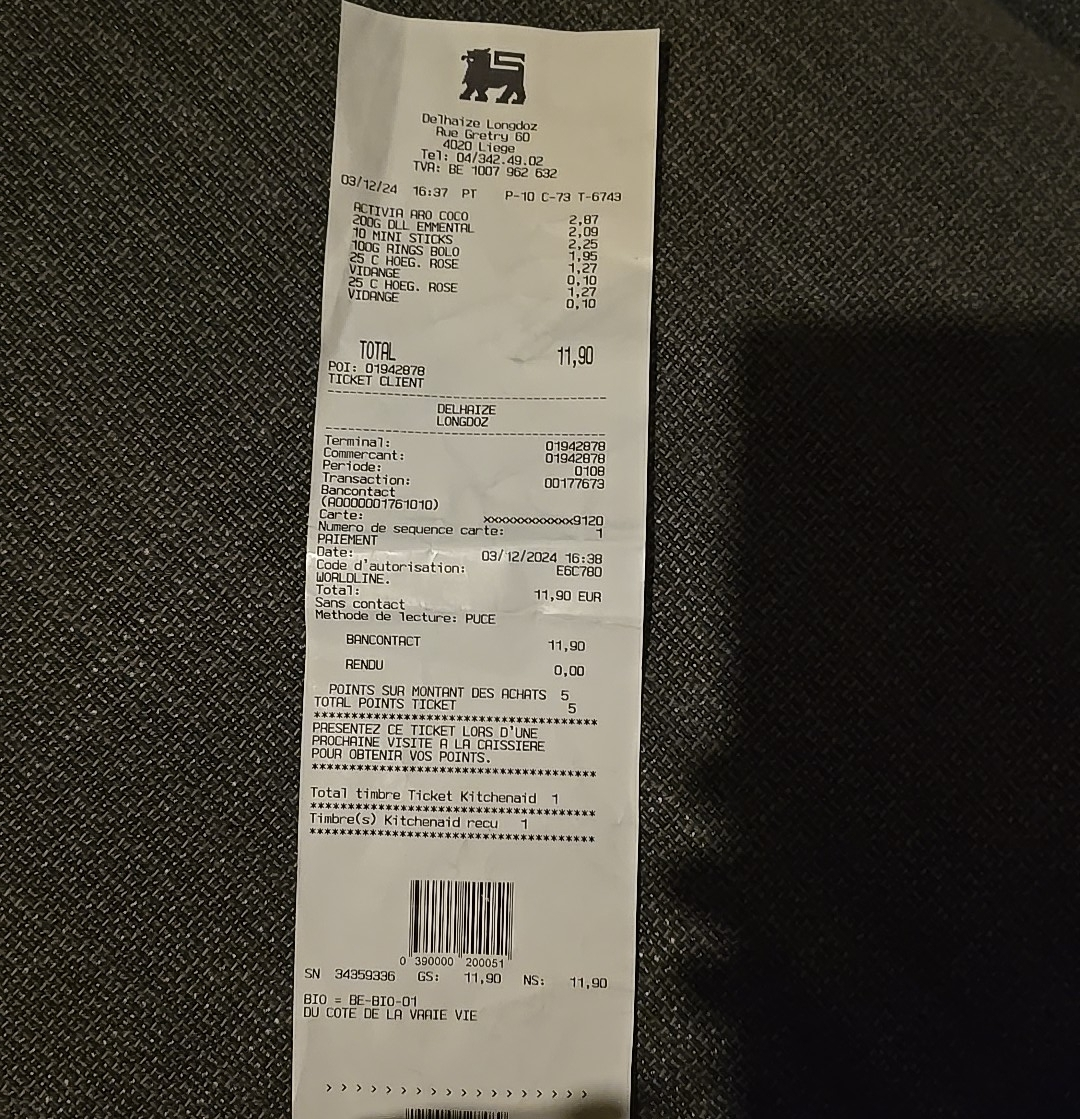 Delhaize Longdoz
Rue Gretry 60
4020 Liege
Tel: 04/342.49.02
TVA: BE 1007 962 632
03/12/24 16:37 PT P-10 C-73 T-6743
ACTIVIA ARO COCO 2,87
200G DLL EMMENTAL 2,09
10 MINI STICKS 2,25
100G RINGS BOLO 1,95
25 C HOEG. ROSE 1,27
VIDANGE 0,10
25 C HOEG. ROSE 1,27
VIDANGE 0,10
TOTAL 11,90
POI: 01942878
TICKET CLIENT
DELHAIZE
LONGDOZ
Terminal: 01942878
Commercant: 01942878
Periode: 0108
Transaction: 00177673
Bancontact
(A0000001761010)
Carte: xxxxxxxxxxxx9120
Numero de sequence carte: 1
PAIEMENT
Date: 03/12/2024 16:38
Code d'autorisation: E6C780
WORLDLINE.
Total: 11,90 EUR
Sans contact
Methode de lecture: PUCE
BANCONTACT 11,90
RENDU 0,00
POINTS SUR MONTANT DES ACHATS 5
TOTAL POINTS TICKET 5
****************************************
PRESENTEZ CE TICKET LORS D'UNE
PROCHAINE VISITE A LA CAISSIERE
POUR OBTENIR VOS POINTS.
****************************************
Total timbre Ticket Kitchenaid 1
****************************************
Timbre(s) Kitchenaid recu 1
****************************************
0 390000 200051
SN 34359336 GS: 11,90 NS: 11,90
BIO = BE-BIO-01
DU COTE DE LA VRAIE VIE
> > > > > > > > > > > > > > > > > >